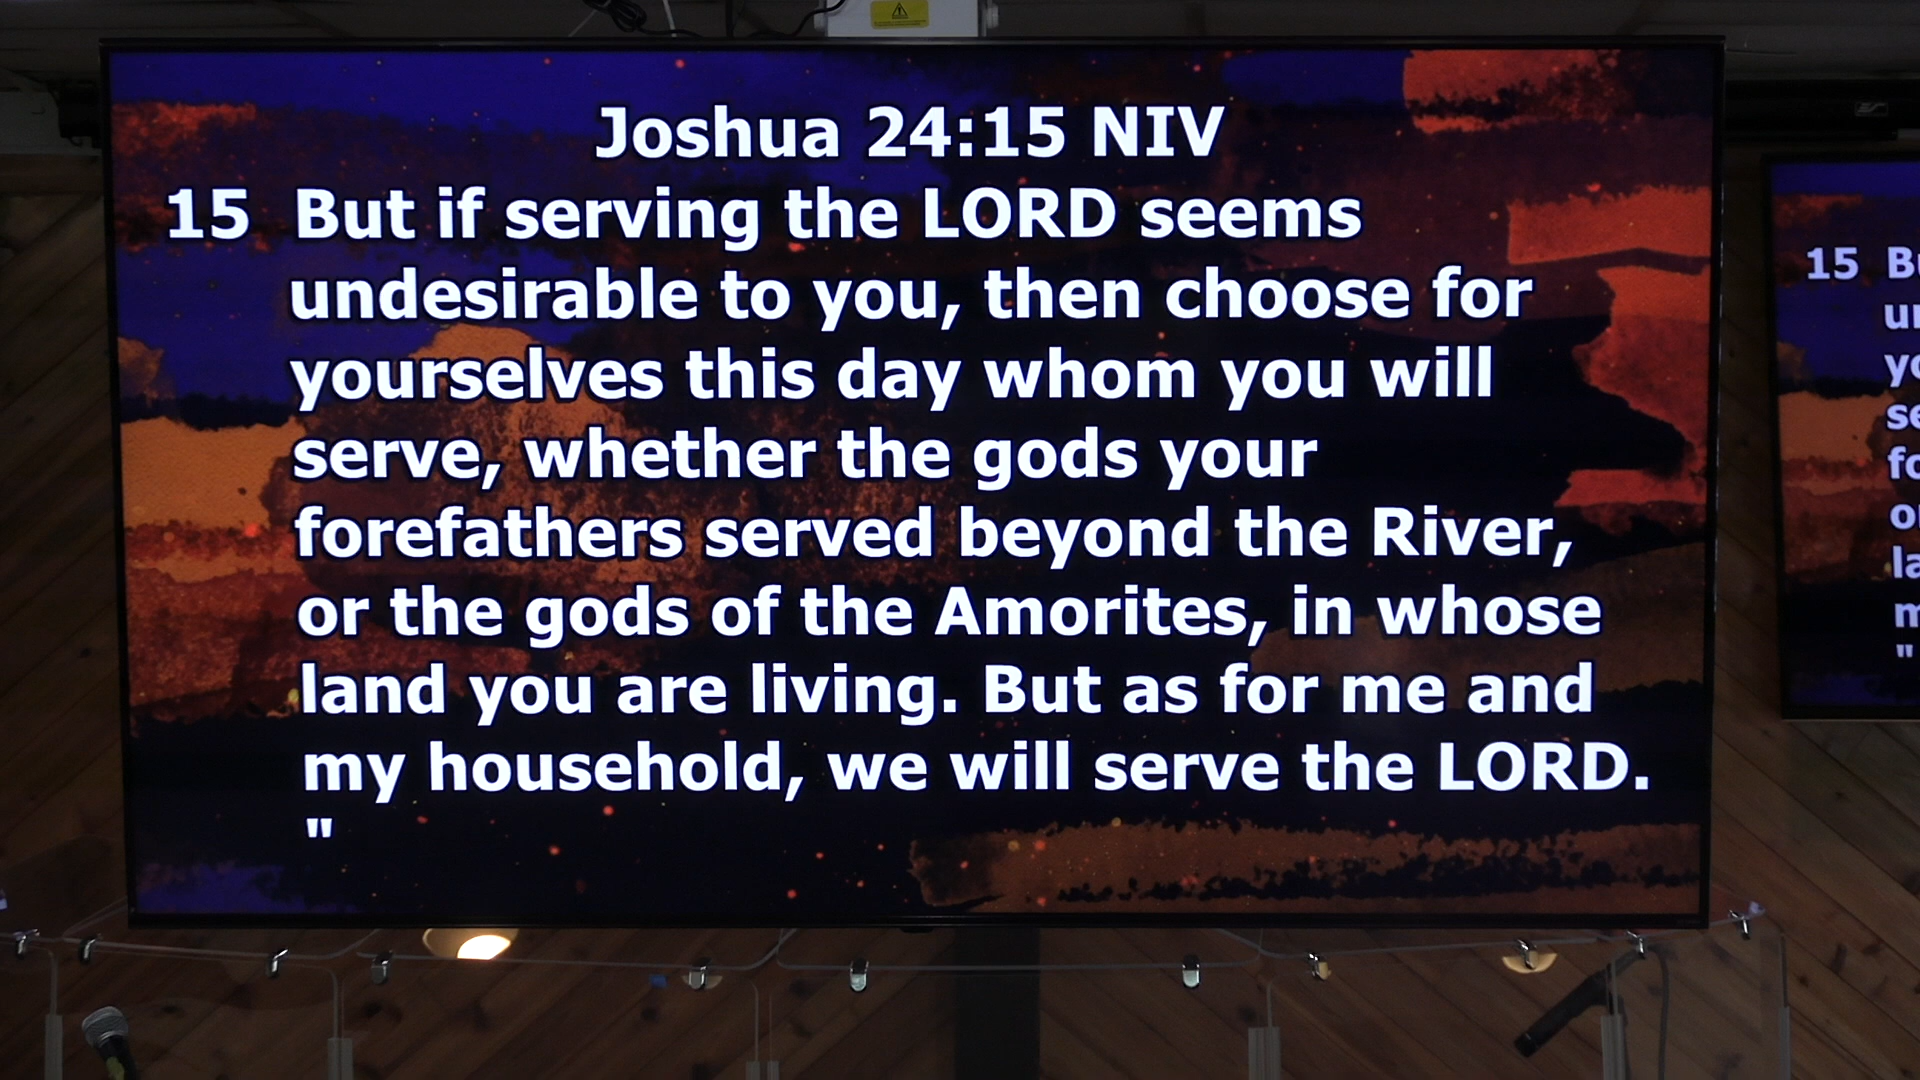 Joshua 24:15 NIV
15 But if serving the LORD seems
undesirable to you, then choose for
yourselves this day whom you will
serve, whether the gods your
forefathers served beyond the River,
or the gods of the Amorites, in whose
land you are living. But as for me and
my household, we will serve the LORD.
"
15